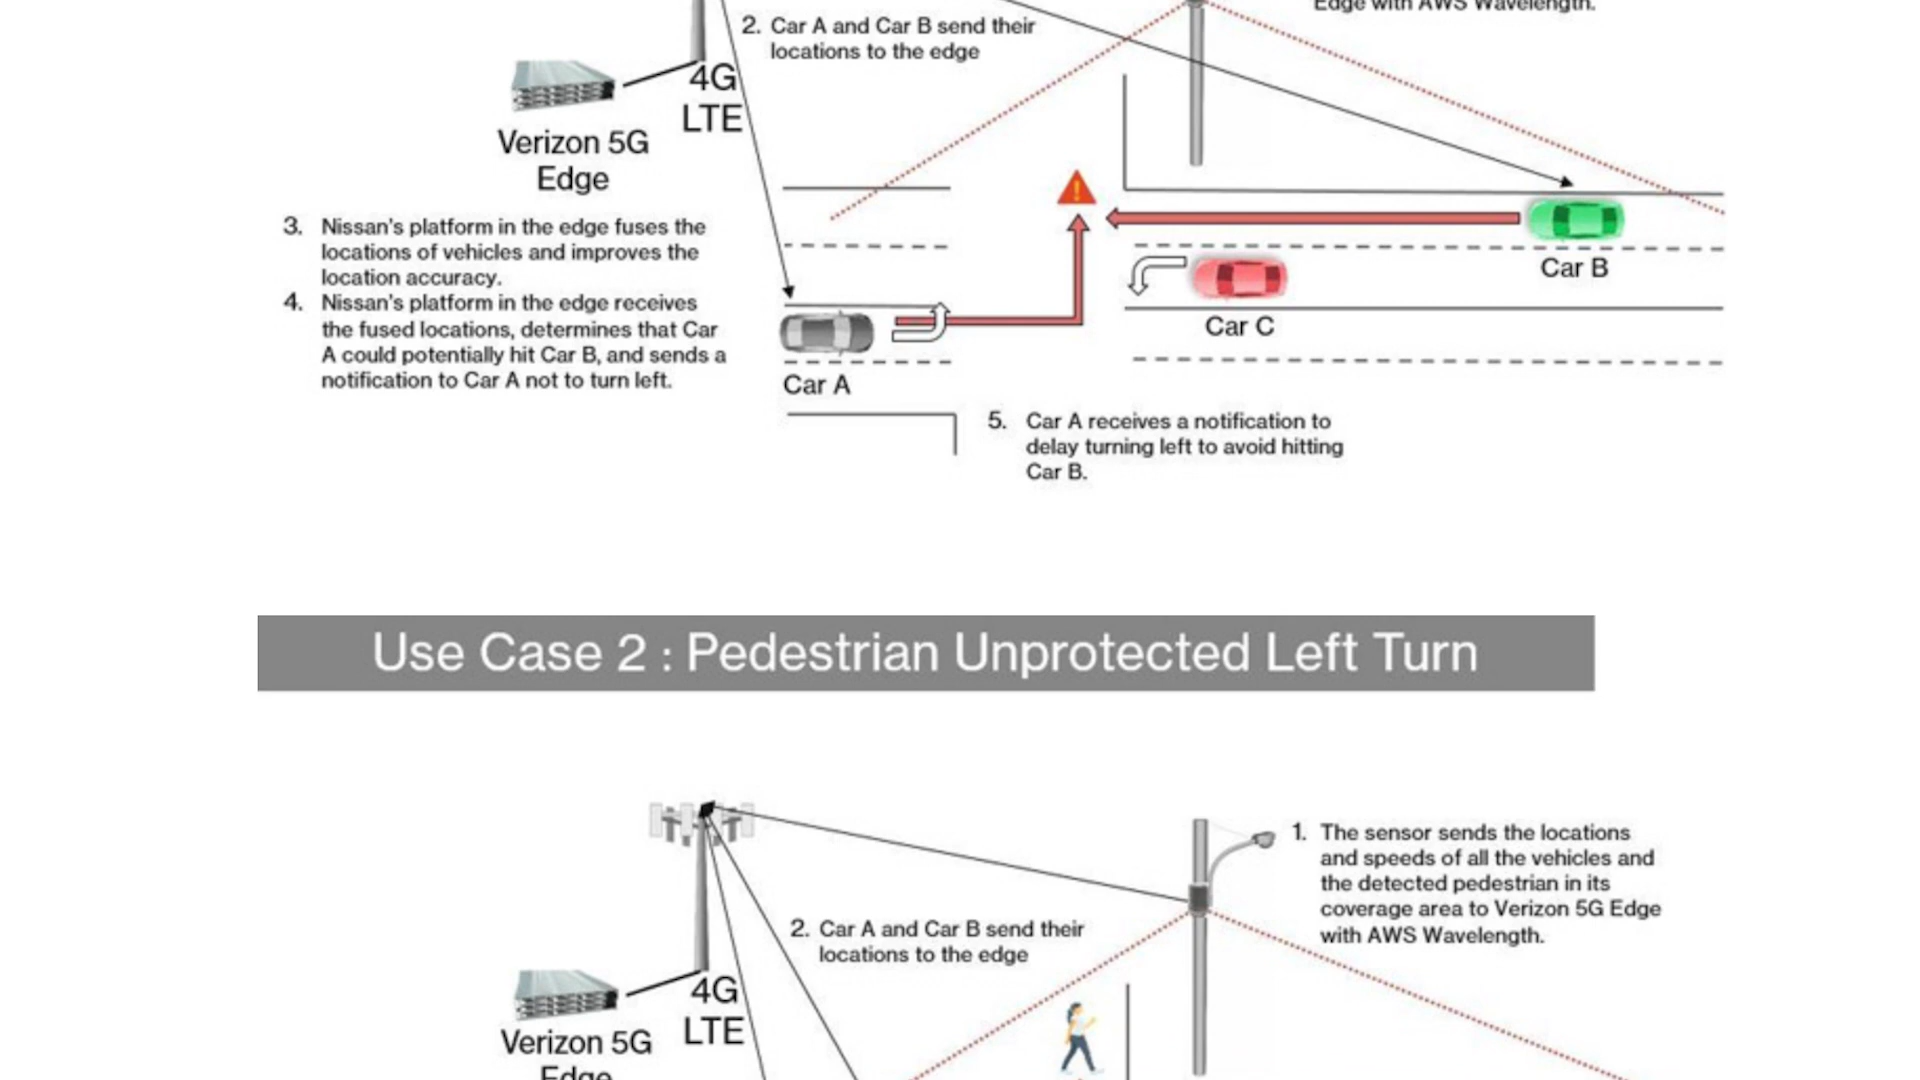 Edge with AWS Wavelength.
2. Car A and Car B send their
locations to the edge
4G
LTE
Verizon 5G
Edge
3. Nissan's platform in the edge fuses the
locations of vehicles and improves the
location accuracy.
4. Nissan's platform in the edge receives
the fused locations, determines that Car
A could potentially hit Car B, and sends a
notification to Car A not to turn left.
!
Car B
Car C
Car A
5. Car A receives a notification to
delay turning left to avoid hitting
Car B.
Use Case 2 : Pedestrian Unprotected Left Turn
1. The sensor sends the locations
and speeds of all the vehicles and
the detected pedestrian in its
coverage area to Verizon 5G Edge
with AWS Wavelength.
2. Car A and Car B send their
locations to the edge
4G
LTE
Verizon 5G
Edge